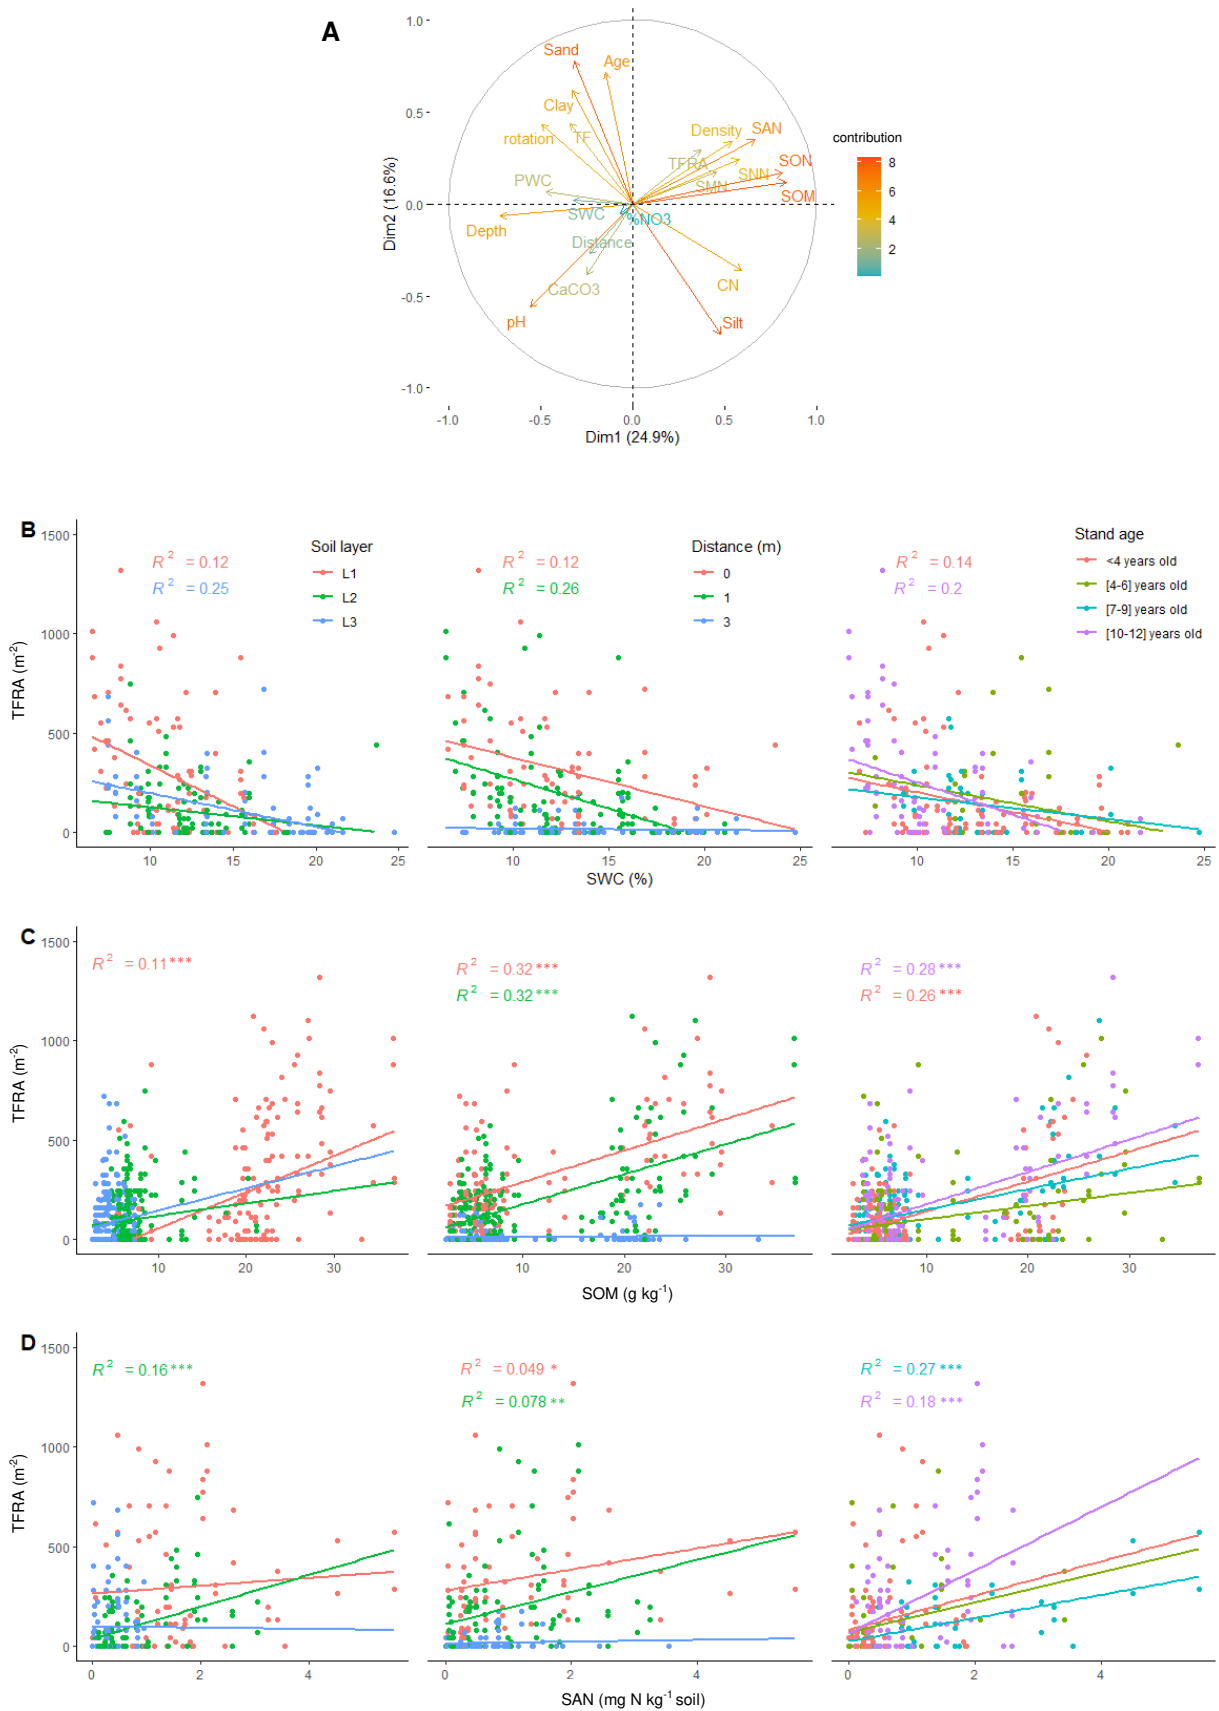 A
1.0
0.5
0.0
-0.5
-1.0
Dim2 (16.6%)
Sand
Age
Clay
rotation
TF
PWC
SWC
Depth
Distance
CaCO3
pH
Density
SAN
TFRA
SNN
SON
SMN
SOM
%NO3
CN
Silt
-1.0 -0.5 0.0 0.5 1.0
Dim1 (24.9%)
contribution
8
6
4
2
B
1500
1000
500
0
TFRA (m-2)
R2 = 0.12
R2 = 0.25
Soil layer
L1
L2
L3
10 15 20 25
R2 = 0.12
R2 = 0.26
Distance (m)
0
1
3
10 15 20 25
R2 = 0.14
R2 = 0.2
Stand age
<4 years old
[4-6] years old
[7-9] years old
[10-12] years old
10 15 20 25
SWC (%)
C
1500
1000
500
0
TFRA (m-2)
R2 = 0.11***
10 20 30
R2 = 0.32***
R2 = 0.32***
10 20 30
R2 = 0.28***
R2 = 0.26***
10 20 30
SOM (g kg-1)
D
1500
1000
500
0
TFRA (m-2)
R2 = 0.16***
0 2 4
R2 = 0.049 *
R2 = 0.078 **
0 2 4
R2 = 0.27***
R2 = 0.18***
0 2 4
SAN (mg N kg-1 soil)